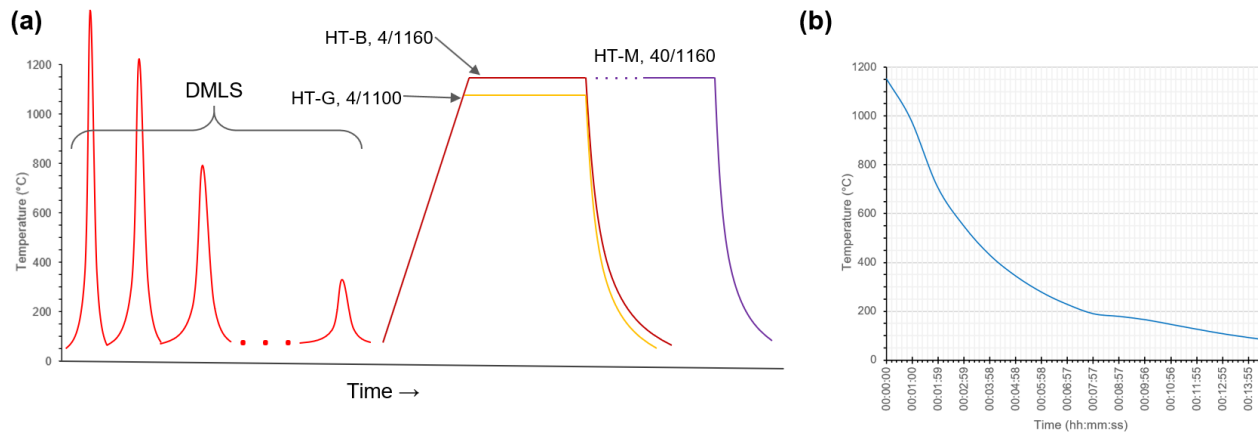 (a)
HT-B, 4/1160
HT-M, 40/1160
HT-G, 4/1100
DMLS
Temperature (°C)
1200
1000
800
600
400
200
0
Time →
(b)
Temperature (°C)
1200
1000
800
600
400
200
0
00:00:00
00:01:00
00:01:59
00:02:59
00:03:58
00:04:58
00:05:58
00:06:57
00:07:57
00:08:57
00:09:56
00:10:56
00:11:55
00:12:55
00:13:55
Time (hh:mm:ss)